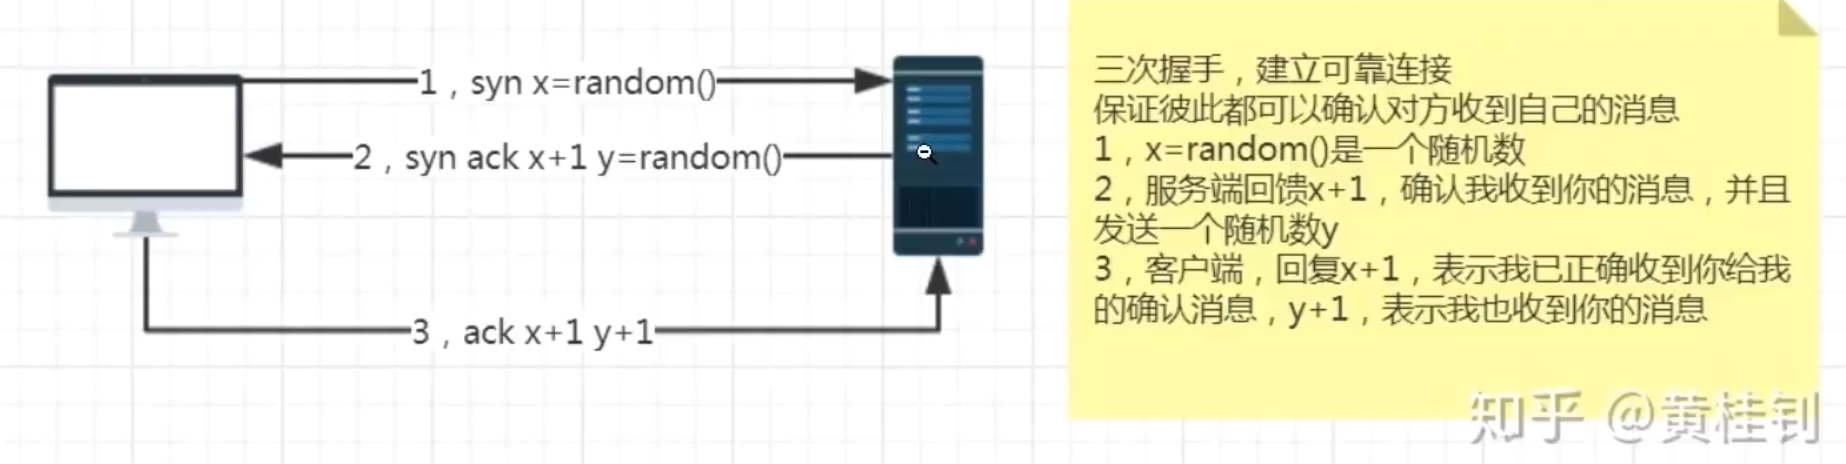 1，syn x=random()
2，syn ack x+1 y=random()
3，ack x+1 y+1
三次握手，建立可靠连接
保证彼此都可以确认对方收到自己的消息
1，x=random()是一个随机数
2，服务端回馈x+1，确认我收到你的消息，并且
发送一个随机数y
3，客户端，回复x+1，表示我已正确收到你给我
的确认消息，y+1，表示我也收到你的消息
知乎 @黄桂钊